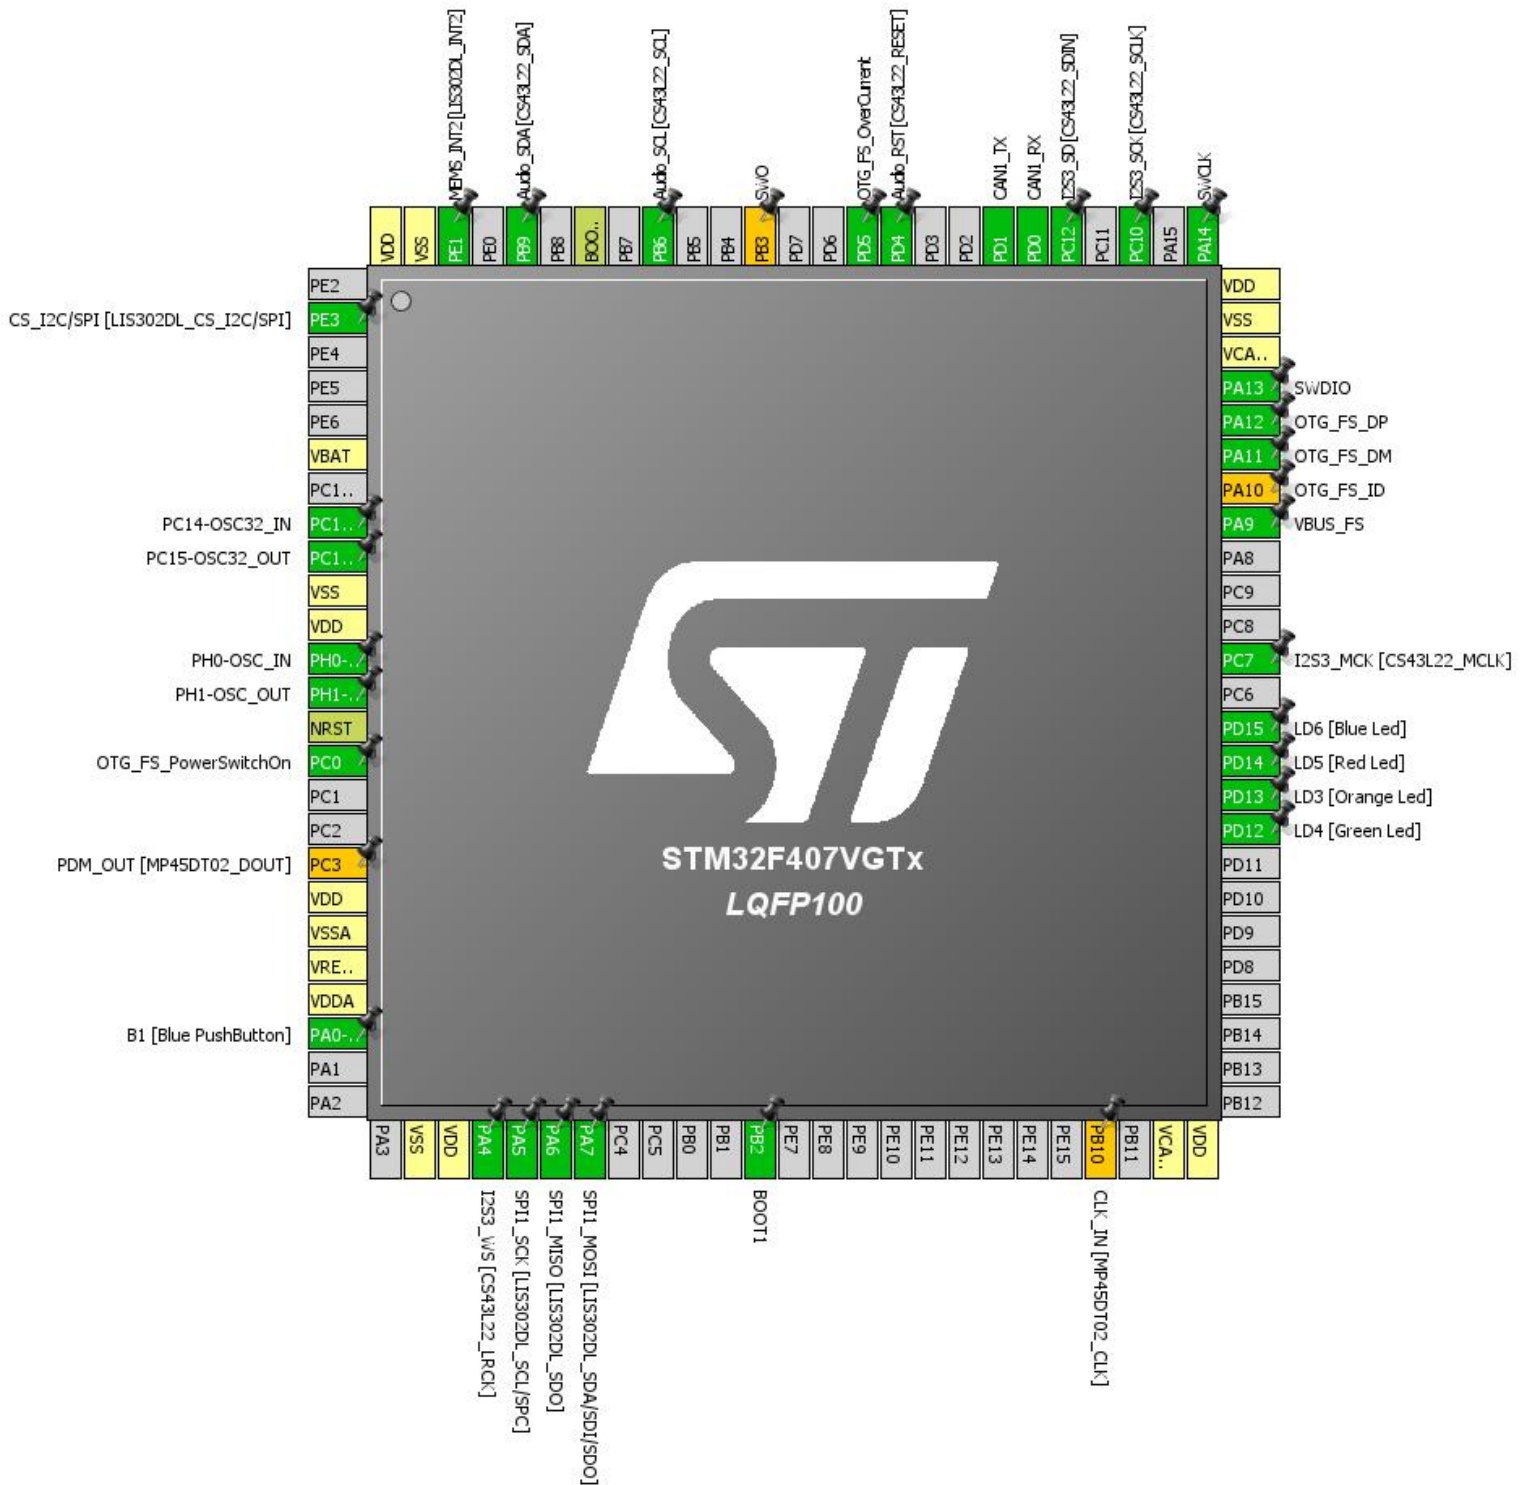 MEMS_INT2 [LIS302DL_INT2]
Audio_SDA [CS43L22_SDA]
Audio_SCL [CS43L22_SCL]
SWO
OTG_FS_OverCurrent
Audio_RST [CS43L22_RESET]
CAN1_TX
CAN1_RX
I2S3_SD [CS43L22_SDIN]
I2S3_SCK [CS43L22_SCLK]
SWCLK
VDD
VSS
PE1
PE0
PB9
PB8
BOO..
PB7
PB6
PB5
PB4
PB3
PD7
PD6
PD5
PD4
PD3
PD2
PD1
PD0
PC12
PC11
PC10
PA15
PA14
PE2
CS_I2C/SPI [LIS302DL_CS_I2C/SPI] PE3
PE4
PE5
PE6
VBAT
PC1..
PC14-OSC32_IN PC1..
PC15-OSC32_OUT PC1..
VSS
VDD
PH0-OSC_IN PH0-..
PH1-OSC_OUT PH1-..
NRST
OTG_FS_PowerSwitchOn PC0
PC1
PC2
PDM_OUT [MP45DT02_DOUT] PC3
VDD
VSSA
VRE..
VDDA
B1 [Blue PushButton] PA0-..
PA1
PA2
ST
STM32F407VGTx
LQFP100
VDD
VSS
VCA..
PA13 SWDIO
PA12 OTG_FS_DP
PA11 OTG_FS_DM
PA10 OTG_FS_ID
PA9 VBUS_FS
PA8
PC9
PC8
PC7 I2S3_MCK [CS43L22_MCLK]
PC6
PD15 LD6 [Blue Led]
PD14 LD5 [Red Led]
PD13 LD3 [Orange Led]
PD12 LD4 [Green Led]
PD11
PD10
PD9
PD8
PB15
PB14
PB13
PB12
PA3
VSS
VDD
PA4
PA5
PA6
PA7
PC4
PC5
PB0
PB1
PB2
PE7
PE8
PE9
PE10
PE11
PE12
PE13
PE14
PE15
PB10
PB11
VCA..
VDD
I2S3_WS [CS43L22_LRCK]
SPI1_SCK [LIS302DL_SCL/SPC]
SPI1_MISO [LIS302DL_SDO]
SPI1_MOSI [LIS302DL_SDA/SDI/SDO]
BOOT1
CLK_IN [MP45DT02_CLK]